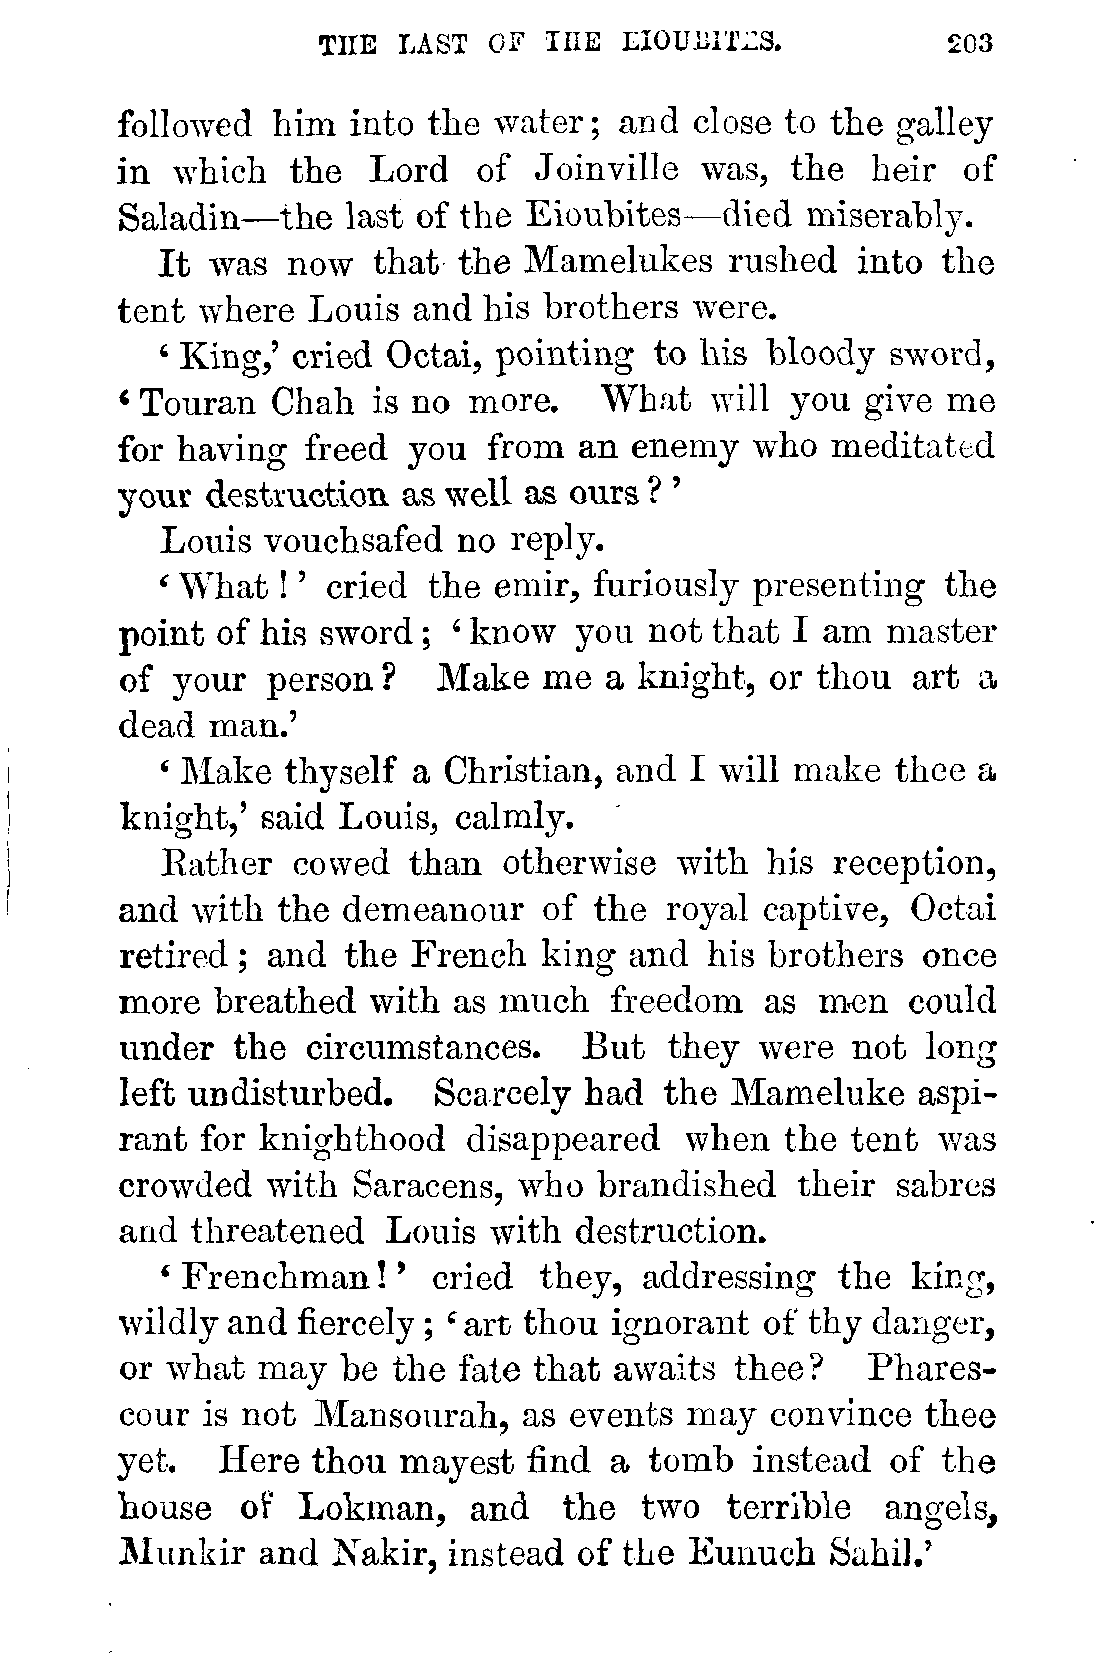 THE LAST OF THE EIOUBITES. 203
followed him into the water; and close to the galley
in which the Lord of Joinville was, the heir of
Saladin—the last of the Eioubites—died miserably.
It was now that the Mamelukes rushed into the
tent where Louis and his brothers were.
‘King,’ cried Octai, pointing to his bloody sword,
‘Touran Chah is no more. What will you give me
for having freed you from an enemy who meditated
your destruction as well as ours?’
Louis vouchsafed no reply.
‘What!’ cried the emir, furiously presenting the
point of his sword; ‘know you not that I am master
of your person? Make me a knight, or thou art a
dead man.’
‘Make thyself a Christian, and I will make thee a
knight,’ said Louis, calmly.
Rather cowed than otherwise with his reception,
and with the demeanour of the royal captive, Octai
retired; and the French king and his brothers once
more breathed with as much freedom as men could
under the circumstances. But they were not long
left undisturbed. Scarcely had the Mameluke aspi-
rant for knighthood disappeared when the tent was
crowded with Saracens, who brandished their sabres
and threatened Louis with destruction.
‘Frenchman!’ cried they, addressing the king,
wildly and fiercely; ‘art thou ignorant of thy danger,
or what may be the fate that awaits thee? Phares-
cour is not Mansourah, as events may convince thee
yet. Here thou mayest find a tomb instead of the
house of Lokman, and the two terrible angels,
Munkir and Nakir, instead of the Eunuch Sahil.’